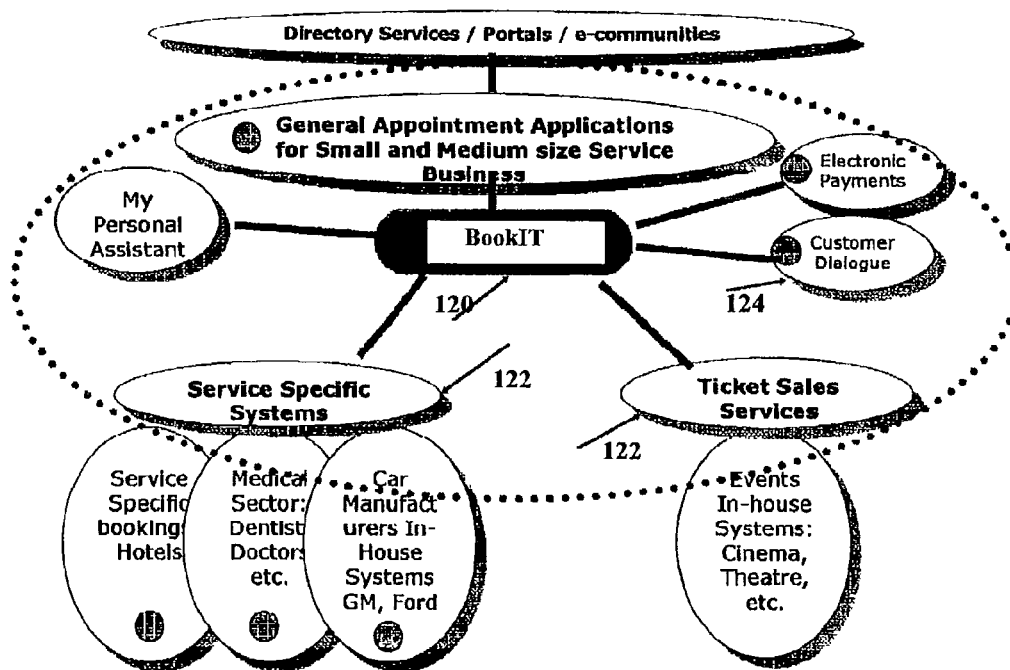 Directory Services / Portals / e-communities
General Appointment Applications
for Small and Medium size Service
Business
Electronic
Payments
My
Personal
Assistant
BookIT
Customer
Dialogue
120
124
122
Service Specific
Systems
Ticket Sales
Services
122
Service
Specific
bookings
Hotels
Medical
Sector:
Dentist
Doctors
etc.
Car
Manufact
urers In-
House
Systems
GM, Ford
Events
In-house
Systems:
Cinema,
Theatre,
etc.